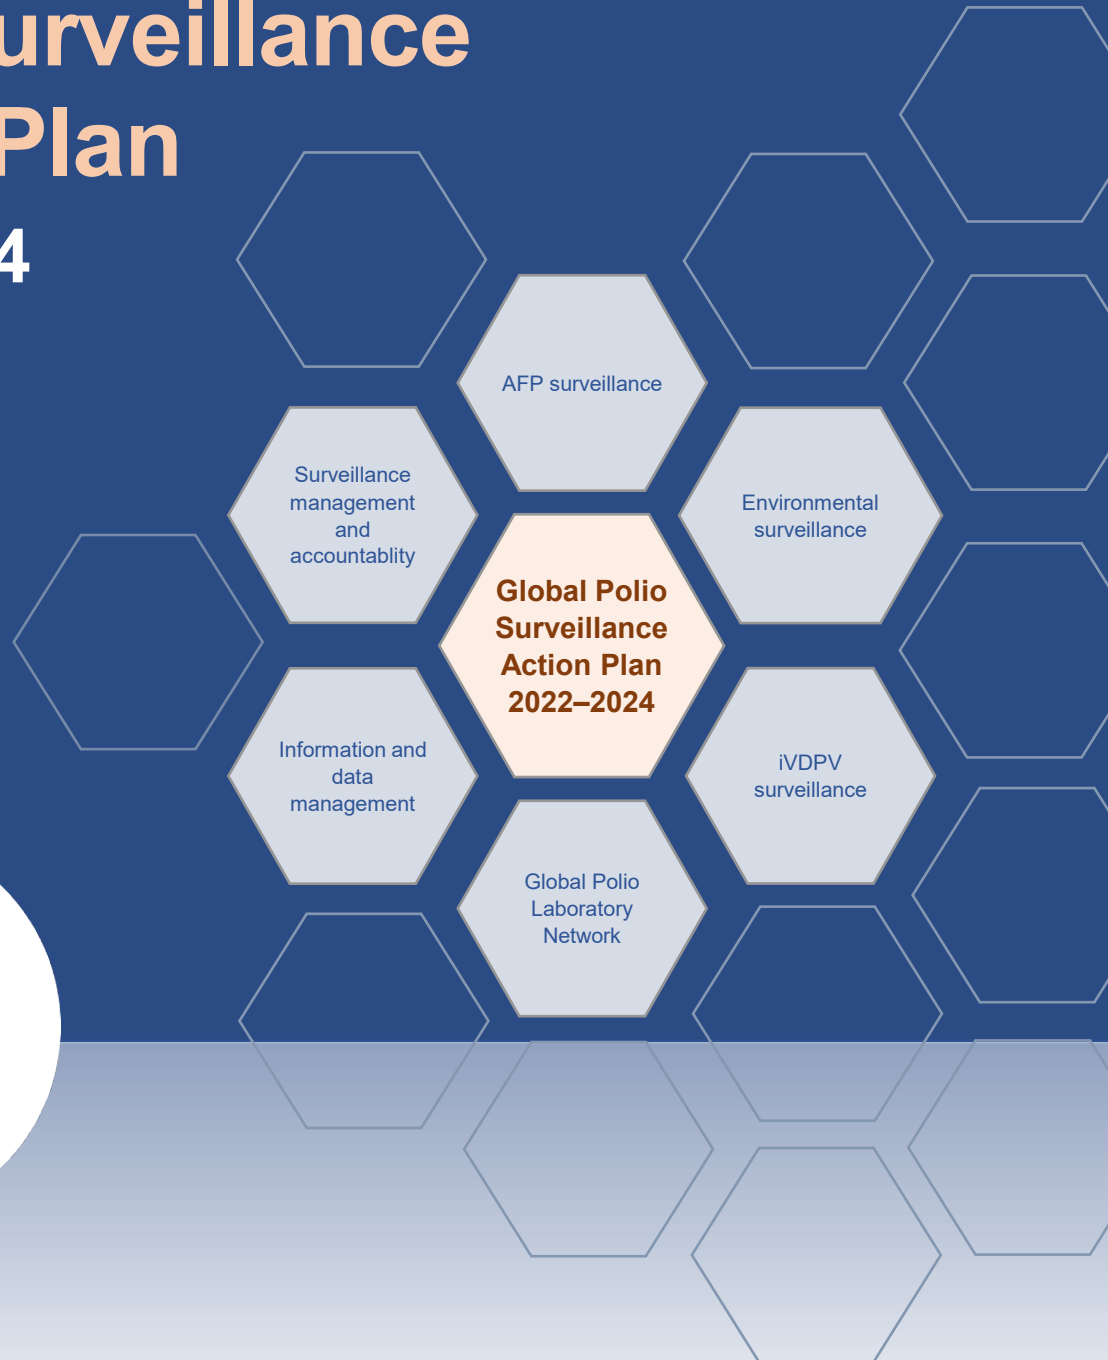 urveillance
Plan
4
AFP surveillance
Surveillance
management
and
accountablity
Environmental
surveillance
Global Polio
Surveillance
Action Plan
2022–2024
Information and
data
management
iVDPV
surveillance
Global Polio
Laboratory
Network